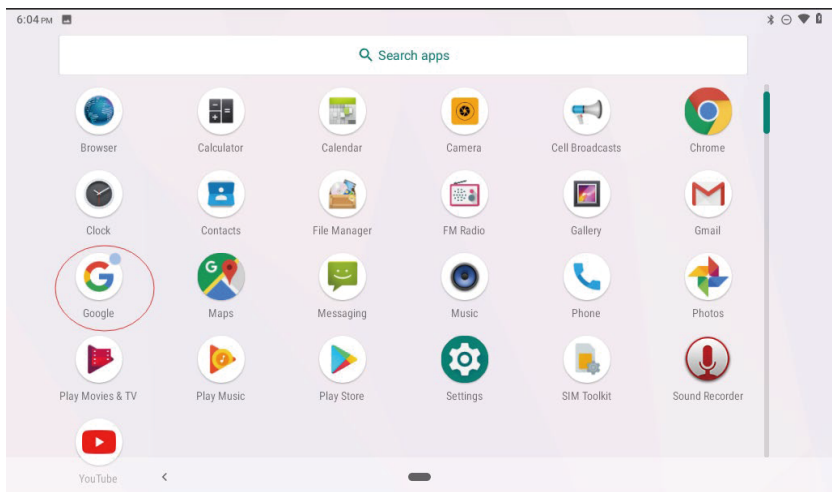 6:04 PM
Search apps
Browser Calculator Calendar Camera Cell Broadcasts Chrome
Clock Contacts File Manager FM Radio Gallery Gmail
Google Maps Messaging Music Phone Photos
Play Movies & TV Play Music Play Store Settings SIM Toolkit Sound Recorder
YouTube